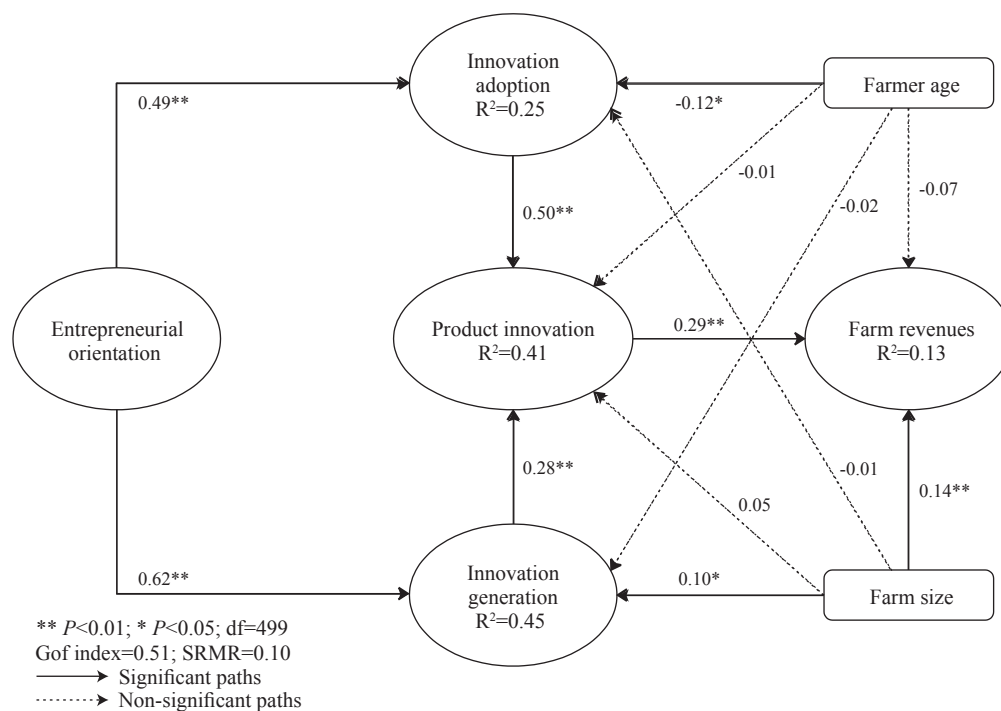 Innovation
adoption
R²=0.25
Farmer age
0.49**
-0.12*
-0.01
-0.02
-0.07
0.50**
Entrepreneurial
orientation
Product innovation
R²=0.41
0.29**
Farm revenues
R²=0.13
0.28**
0.05
-0.01
0.14**
Innovation
generation
R²=0.45
0.62**
0.10*
Farm size
** P<0.01; * P<0.05; df=499
Gof index=0.51; SRMR=0.10
Significant paths
Non-significant paths